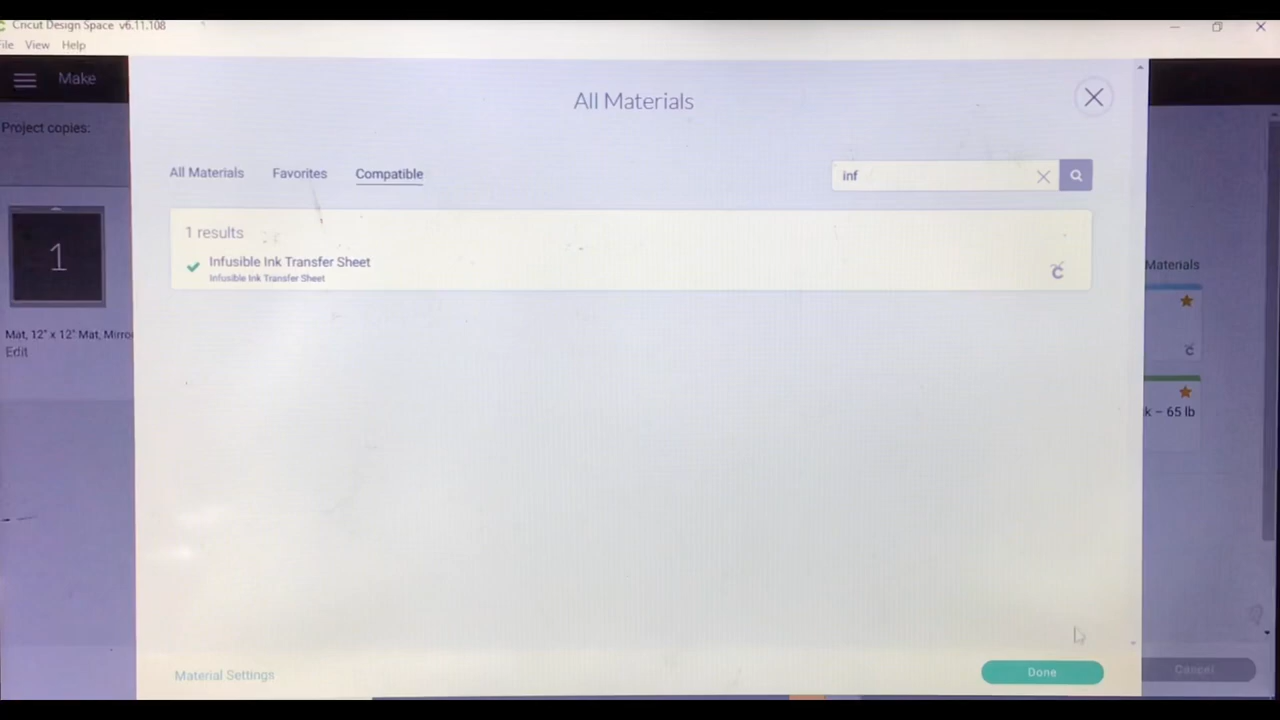 Cricut Design Space v6.11.108
File View Help
Make
All Materials
Project copies:
All Materials Favorites Compatible
inf
1 results
Infusible Ink Transfer Sheet
Infusible Ink Transfer Sheet
1
Materials
Mat, 12" x 12" Mat, Mirro
Edit
k – 65 lb
Material Settings
Done
Cancel